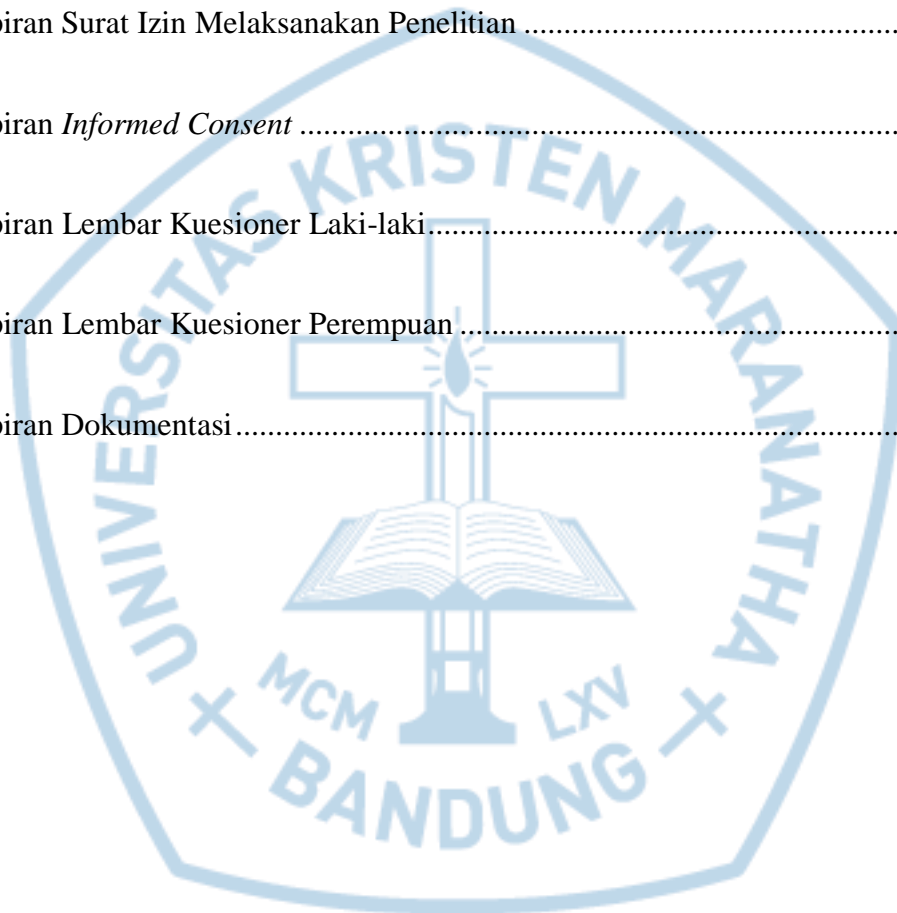 piran Surat Izin Melaksanakan Penelitian ..............................................
piran Informed Consent ..........................................................................
piran Lembar Kuesioner Laki-laki..........................................................
piran Lembar Kuesioner Perempuan ......................................................
piran Dokumentasi..................................................................................
UNIVERSITAS KRISTEN MARANATHA
MCM LXV
BANDUNG